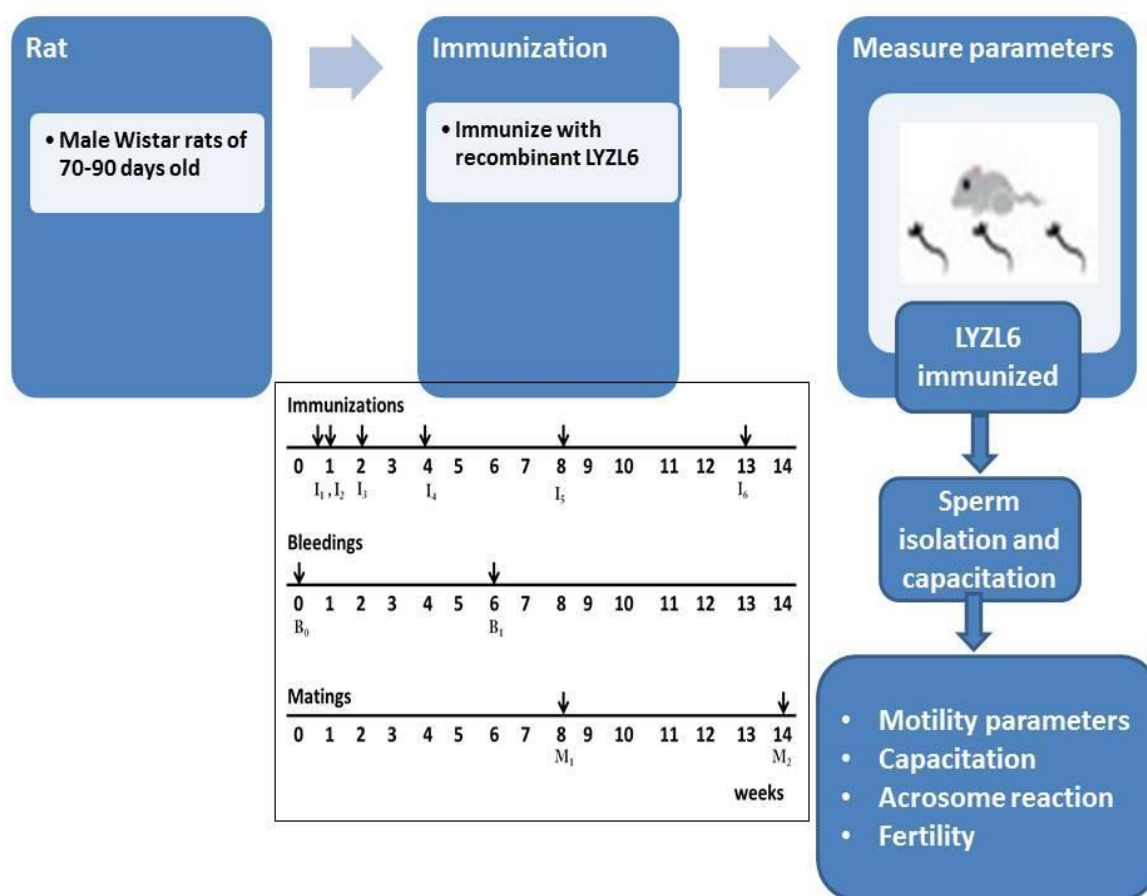 Rat
• Male Wistar rats of
70-90 days old
Immunization
• Immunize with
recombinant LYZL6
Measure parameters
LYZL6
immunized
Sperm
isolation and
capacitation
• Motility parameters
• Capacitation
• Acrosome reaction
• Fertility
Immunizations
0 1 2 3 4 5 6 7 8 9 10 11 12 13 14
I₁ , I₂ I₃ I₄ I₅ I₆
Bleedings
0 1 2 3 4 5 6 7 8 9 10 11 12 13 14
B₀ B₁
Matings
0 1 2 3 4 5 6 7 8 9 10 11 12 13 14
M₁ M₂
weeks